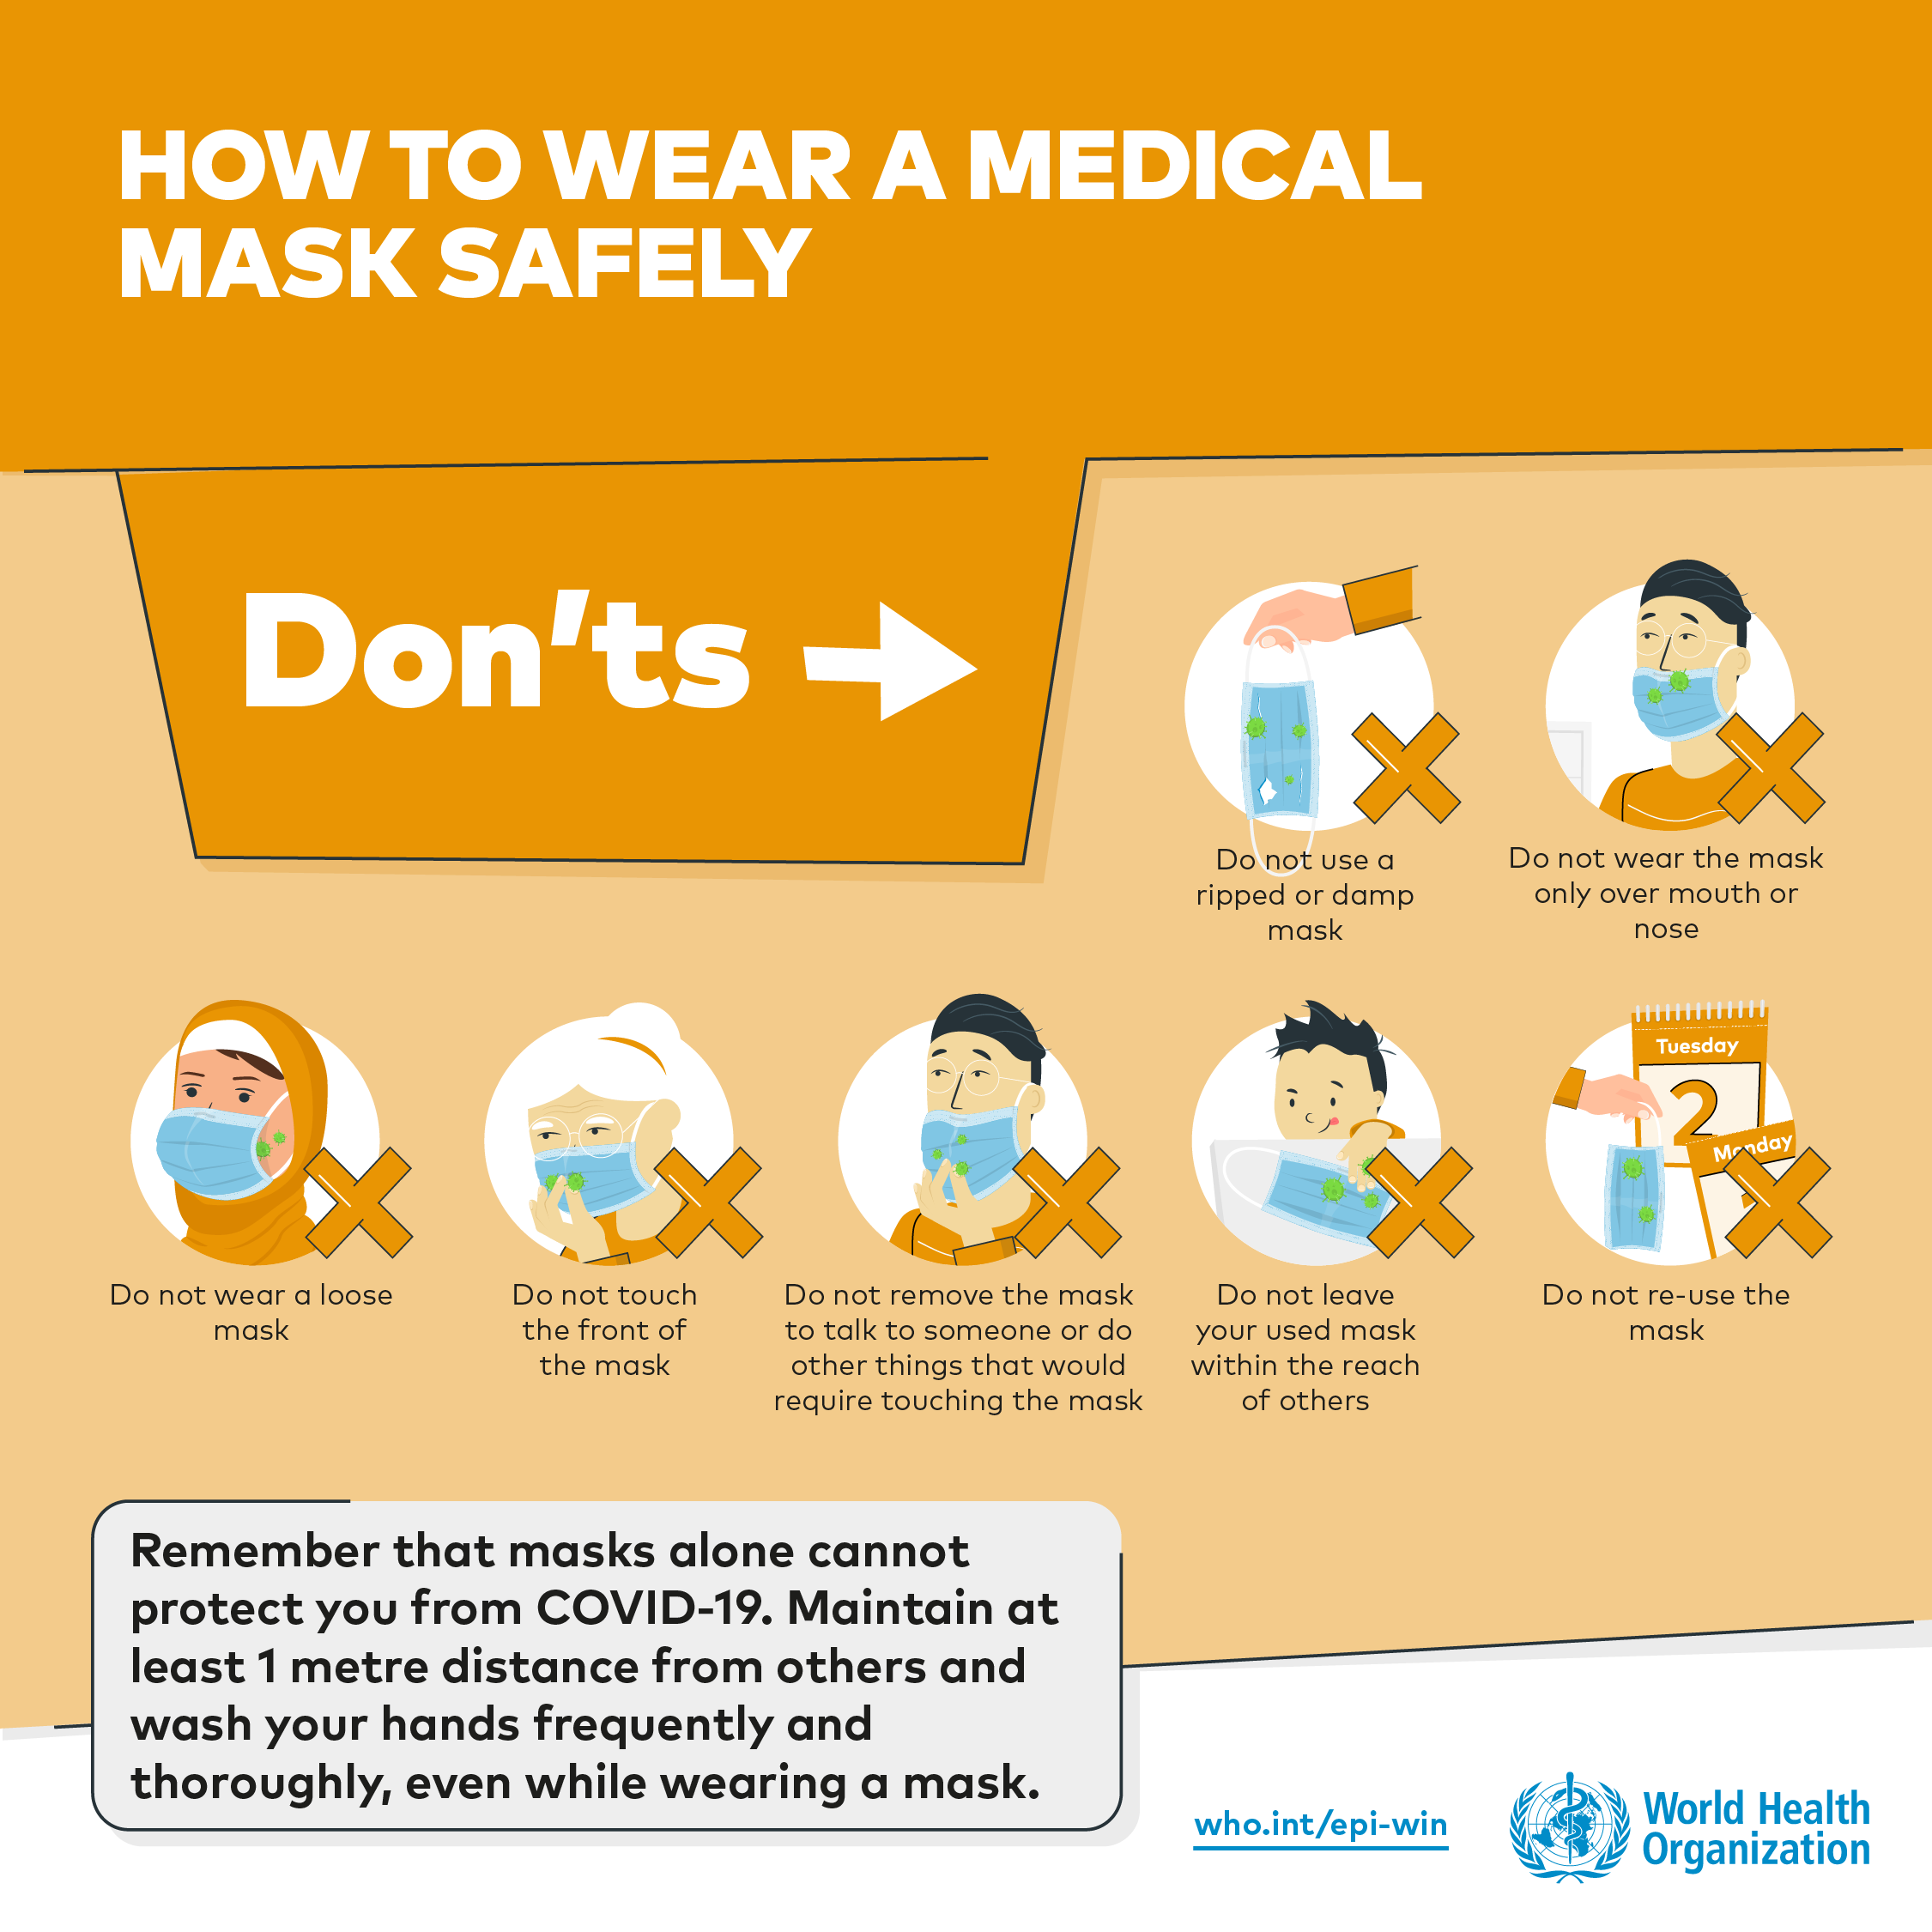 HOW TO WEAR A MEDICAL
MASK SAFELY
Don'ts
Do not use a
ripped or damp
mask
Do not wear the mask
only over mouth or
nose
Do not wear a loose
mask
Do not touch
the front of
the mask
Do not remove the mask
to talk to someone or do
other things that would
require touching the mask
Do not leave
your used mask
within the reach
of others
Tuesday
2
Monday
Do not re-use the
mask
Remember that masks alone cannot
protect you from COVID-19. Maintain at
least 1 metre distance from others and
wash your hands frequently and
thoroughly, even while wearing a mask.
who.int/epi-win
World Health
Organization